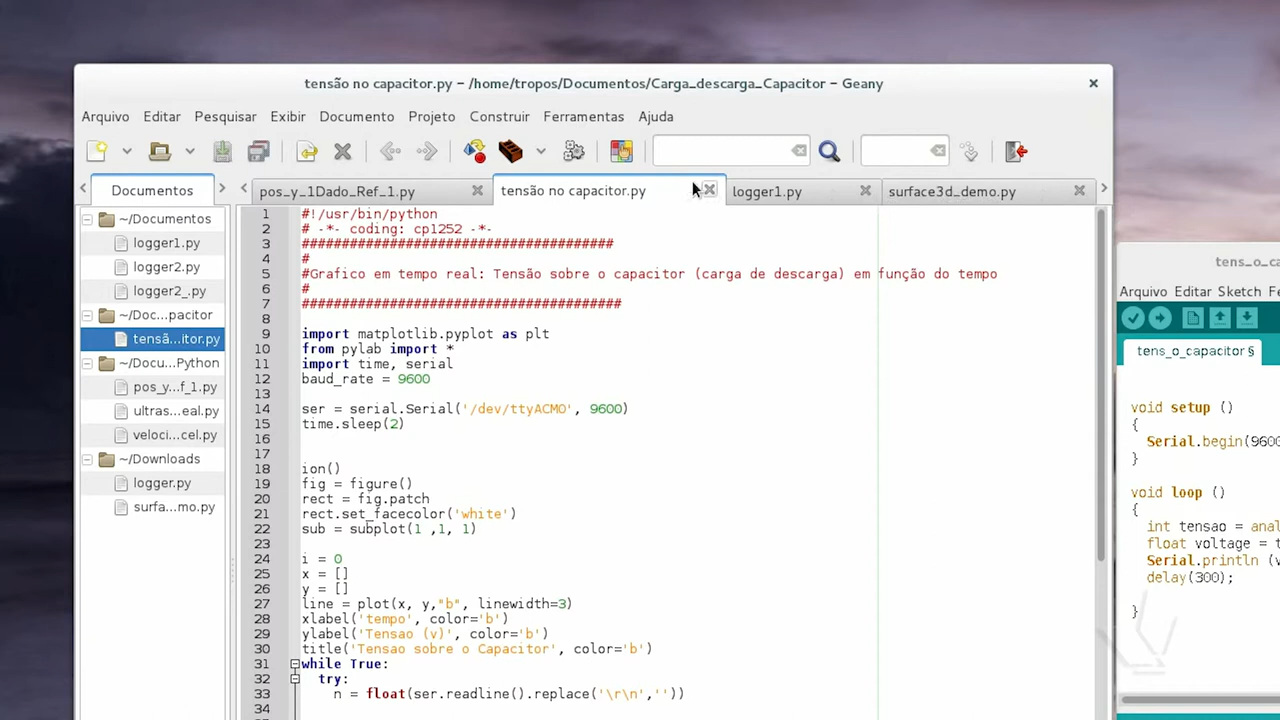 tensão no capacitor.py – /home/tropos/Documentos/Carga_descarga_Capacitor – Geany
Arquivo Editar Pesquisar Exibir Documento Projeto Construir Ferramentas Ajuda
Documentos
pos_y_1Dado_Ref_1.py
tensão no capacitor.py
logger1.py
surface3d_demo.py
~/Documentos
logger1.py
logger2.py
logger2_.py
~/Doc...pacitor
tensã...itor.py
~/Docu...Python
pos_y...f_1.py
ultras...eal.py
veloci...cel.py
~/Downloads
logger.py
surfa...mo.py
1 #!/usr/bin/python
2 # -*- coding: cp1252 -*-
3 #######################################
4 #
5 #Grafico em tempo real: Tensão sobre o capacitor (carga de descarga) em função do tempo
6 #
7 ########################################
8
9 import matplotlib.pyplot as plt
10 from pylab import *
11 import time, serial
12 baud_rate = 9600
13
14 ser = serial.Serial('/dev/ttyACM0', 9600)
15 time.sleep(2)
16
17
18 ion()
19 fig = figure()
20 rect = fig.patch
21 rect.set_facecolor('white')
22 sub = subplot(1 ,1, 1)
23
24 i = 0
25 x = []
26 y = []
27 line = plot(x, y,"b", linewidth=3)
28 xlabel('tempo', color='b')
29 ylabel('Tensao (v)', color='b')
30 title('Tensao sobre o Capacitor', color='b')
31 while True:
32 try:
33 n = float(ser.readline().replace('\r\n',''))
34
tens_o_ca
Arquivo Editar Sketch Fe
tens_o_capacitor §
void setup ()
{
Serial.begin(9600
}
void loop ()
{
int tensao = anal
float voltage = t
Serial.println (v
delay(300);
}